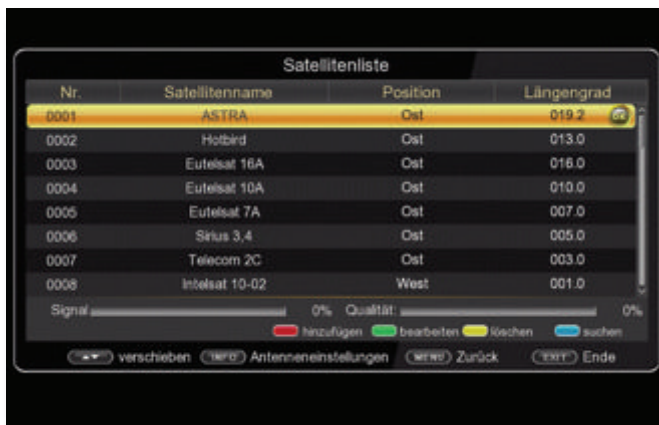 Satellitenliste
Nr. Satellitenname Position Längengrad
0001 ASTRA Ost 019.2
0002 Hotbird Ost 013.0
0003 Eutelsat 16A Ost 016.0
0004 Eutelsat 10A Ost 010.0
0005 Eutelsat 7A Ost 007.0
0006 Sirius 3,4 Ost 005.0
0007 Telecom 2C Ost 003.0
0008 Intelsat 10-02 West 001.0
Signal 0% Qualität: 0%
hinzufügen bearbeiten löschen suchen
verschieben INFO Antenneneinstellungen MENU Zurück EXIT Ende